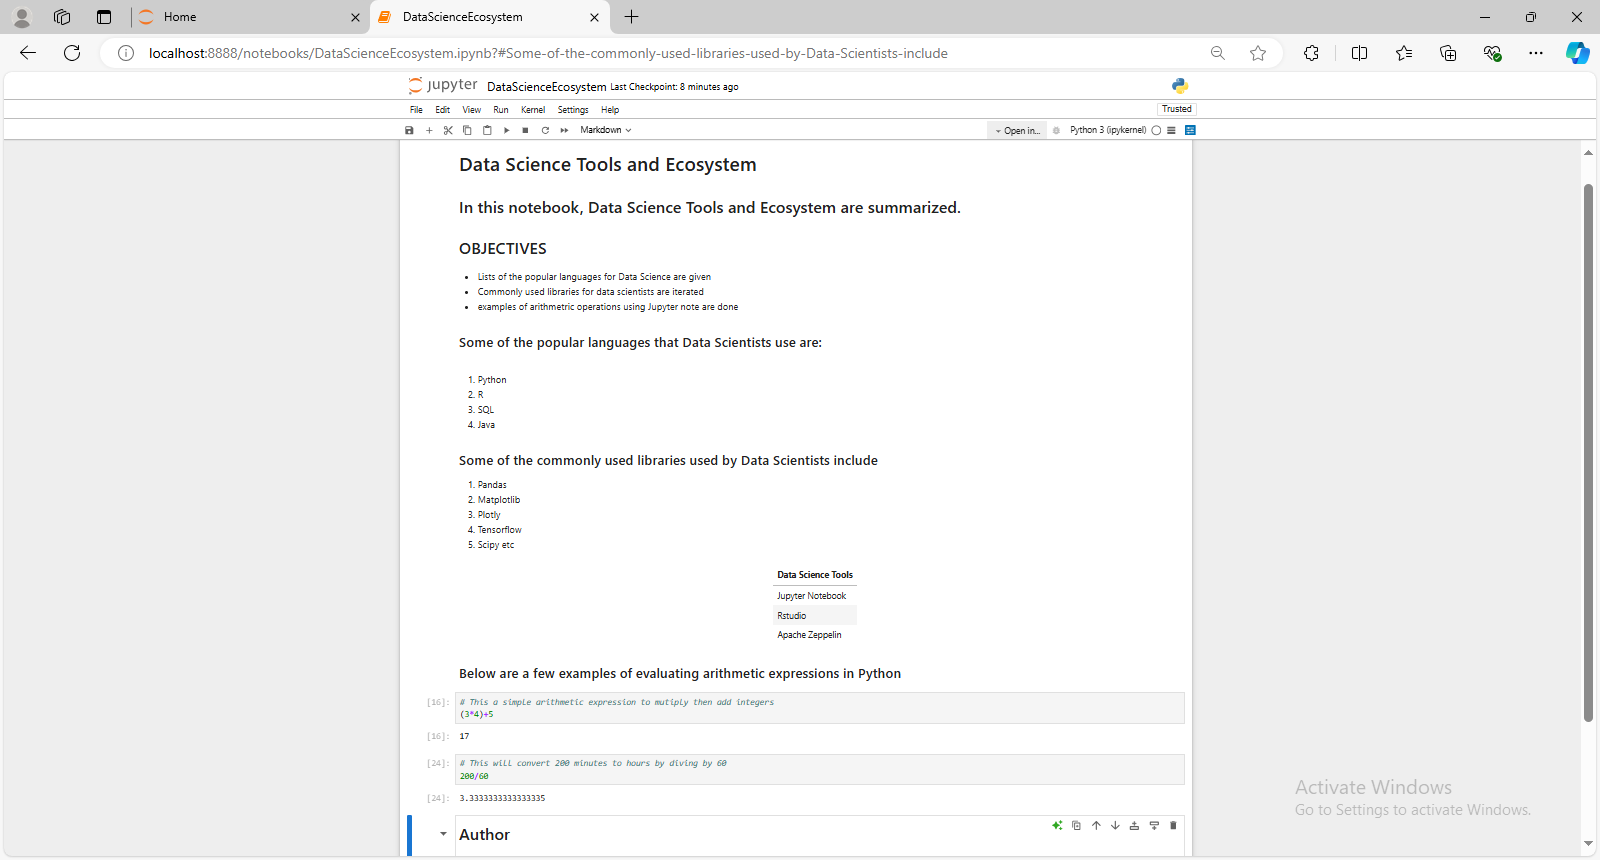 Home
DataScienceEcosystem
localhost:8888/notebooks/DataScienceEcosystem.ipynb?#Some-of-the-commonly-used-libraries-used-by-Data-Scientists-include
jupyter DataScienceEcosystem Last Checkpoint: 8 minutes ago
File Edit View Run Kernel Settings Help Trusted
Markdown Open in... Python 3 (ipykernel)
Data Science Tools and Ecosystem
In this notebook, Data Science Tools and Ecosystem are summarized.
OBJECTIVES
• Lists of the popular languages for Data Science are given
• Commonly used libraries for data scientists are iterated
• examples of arithmetric operations using Jupyter note are done
Some of the popular languages that Data Scientists use are:
1. Python
2. R
3. SQL
4. Java
Some of the commonly used libraries used by Data Scientists include
1. Pandas
2. Matplotlib
3. Plotly
4. Tensorflow
5. Scipy etc
Data Science Tools
Jupyter Notebook
Rstudio
Apache Zeppelin
Below are a few examples of evaluating arithmetic expressions in Python
[16]: # This a simple arithmetic expression to mutiply then add integers
(3*4)+5
[16]: 17
[24]: # This will convert 200 minutes to hours by diving by 60
200/60
[24]: 3.3333333333333335
Author
Activate Windows
Go to Settings to activate Windows.